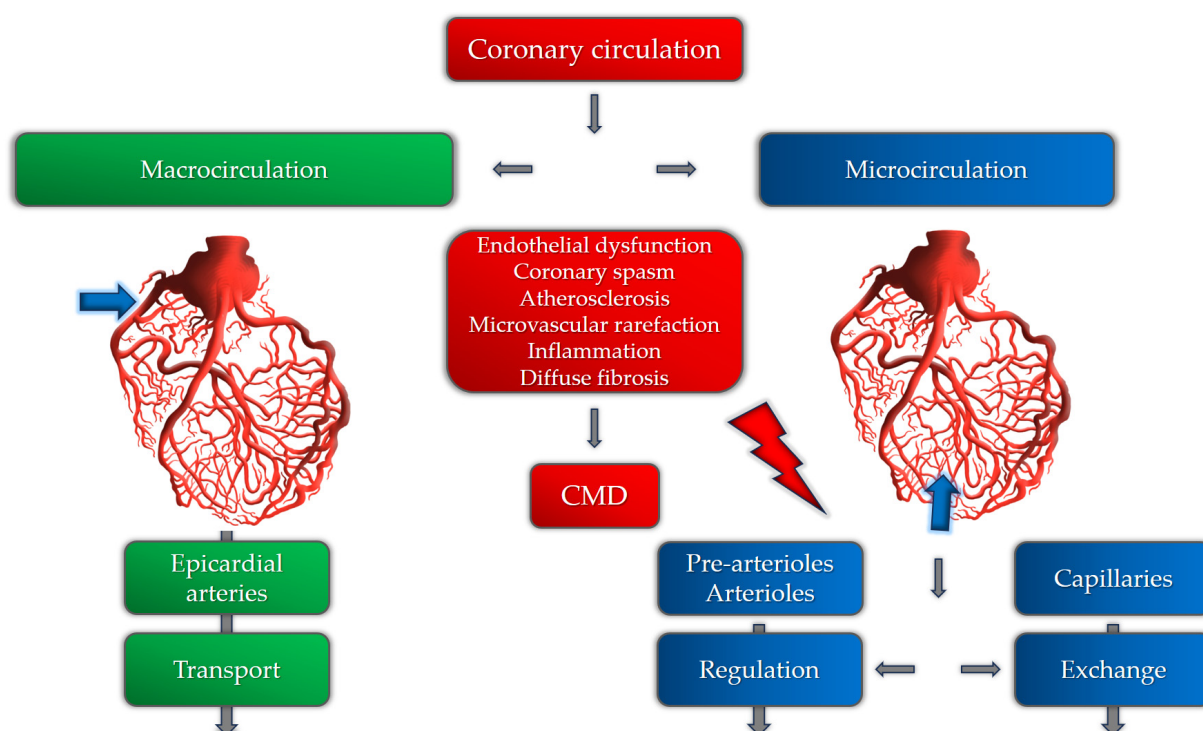 Coronary circulation
Macrocirculation
Microcirculation
Endothelial dysfunction
Coronary spasm
Atherosclerosis
Microvascular rarefaction
Inflammation
Diffuse fibrosis
CMD
Epicardial
arteries
Pre-arterioles
Arterioles
Capillaries
Transport
Regulation
Exchange